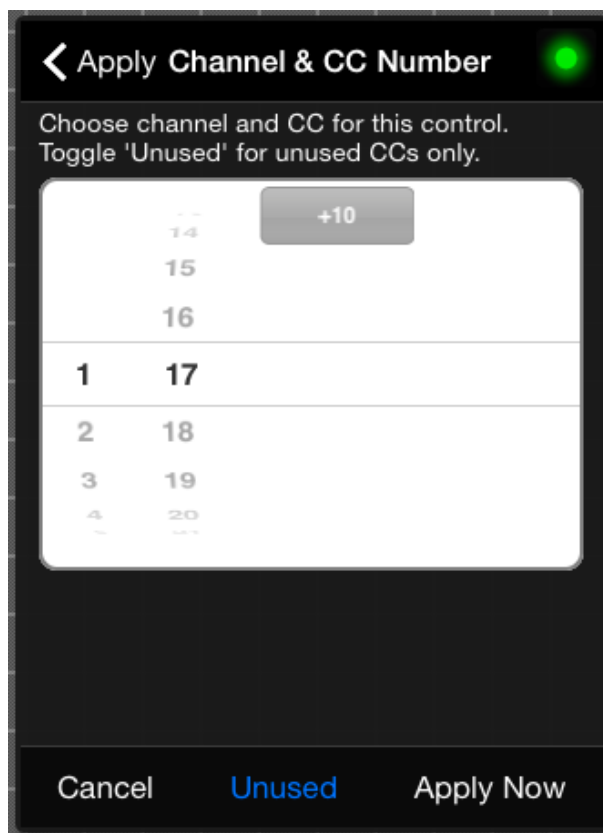 Apply Channel & CC Number
Choose channel and CC for this control.
Toggle 'Unused' for unused CCs only.
14 +10
15
16
1 17
2 18
3 19
4 20
Cancel Unused Apply Now